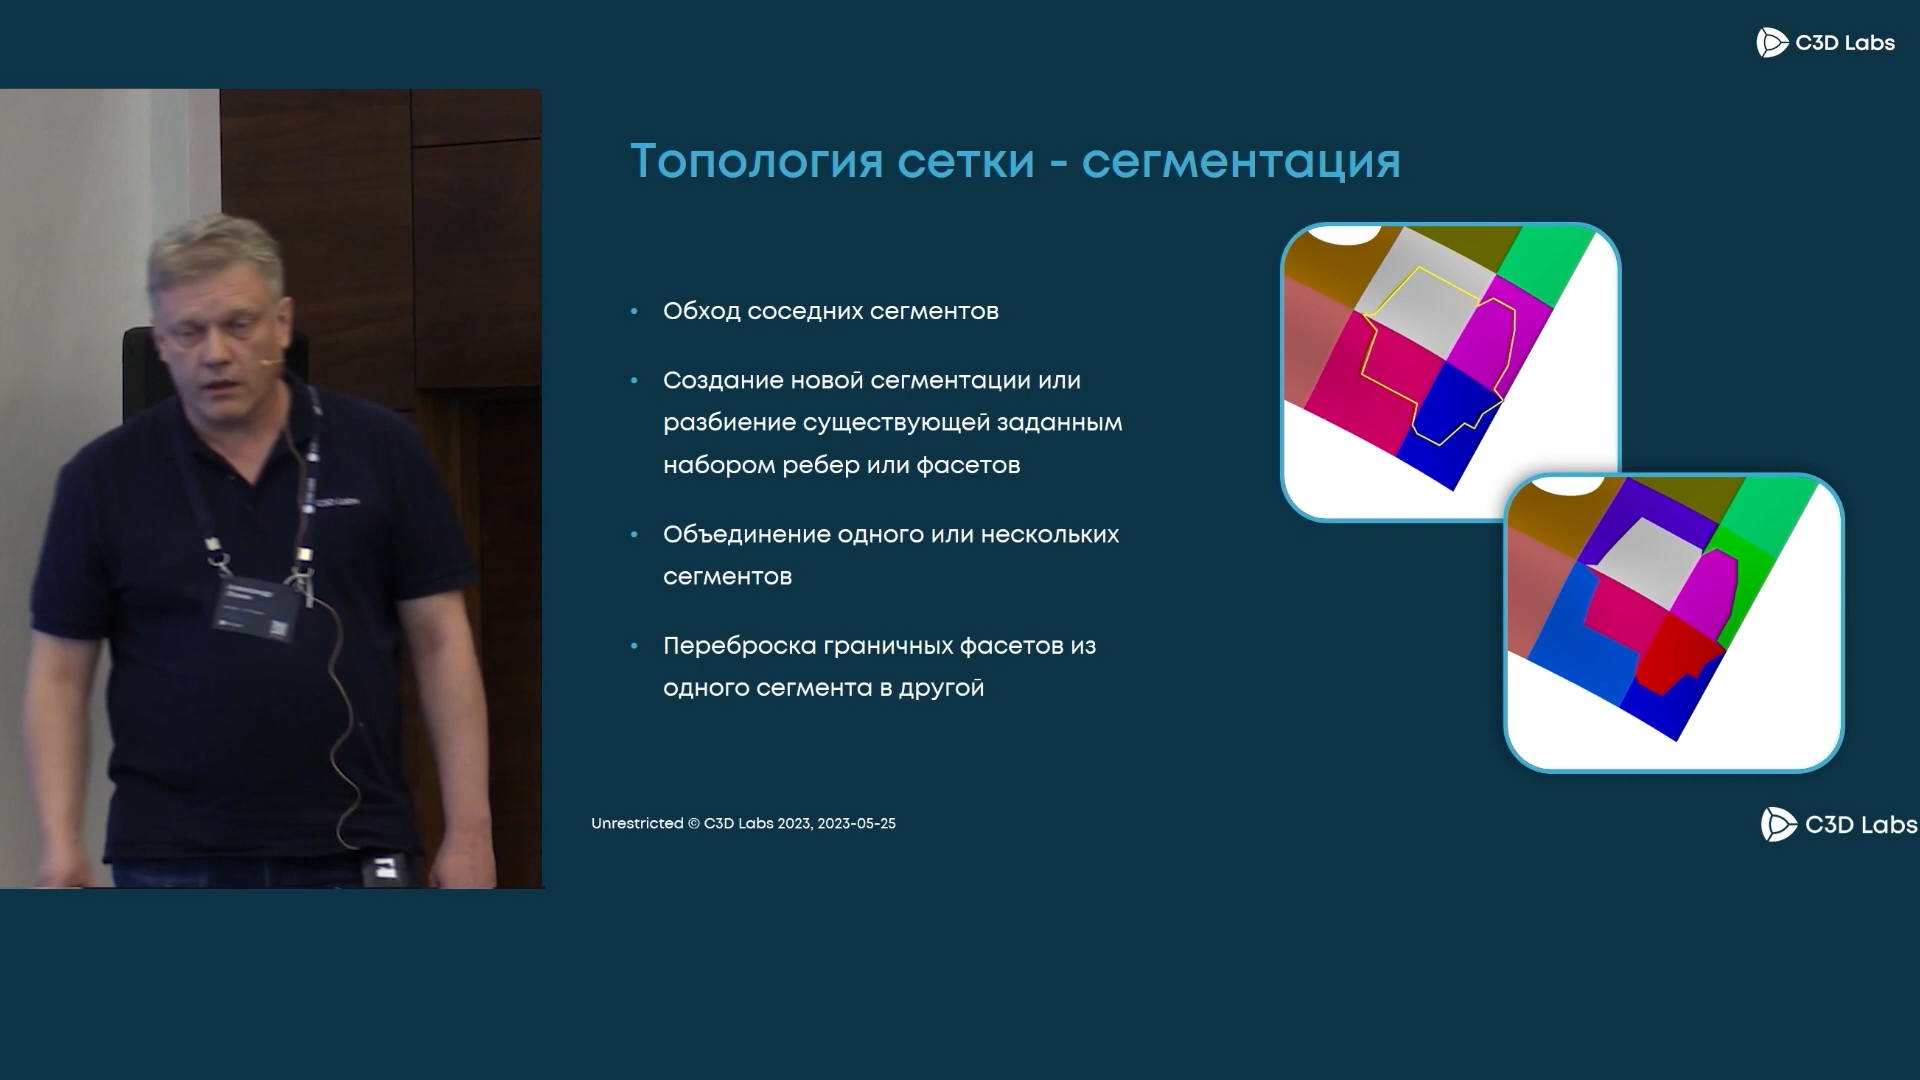 C3D Labs
Топология сетки - сегментация
• Обход соседних сегментов
• Создание новой сегментации или
разбиение существующей заданным
набором ребер или фасетов
• Объединение одного или нескольких
сегментов
• Переброска граничных фасетов из
одного сегмента в другой
Unrestricted © C3D Labs 2023, 2023-05-25
C3D Labs
C3D Labs